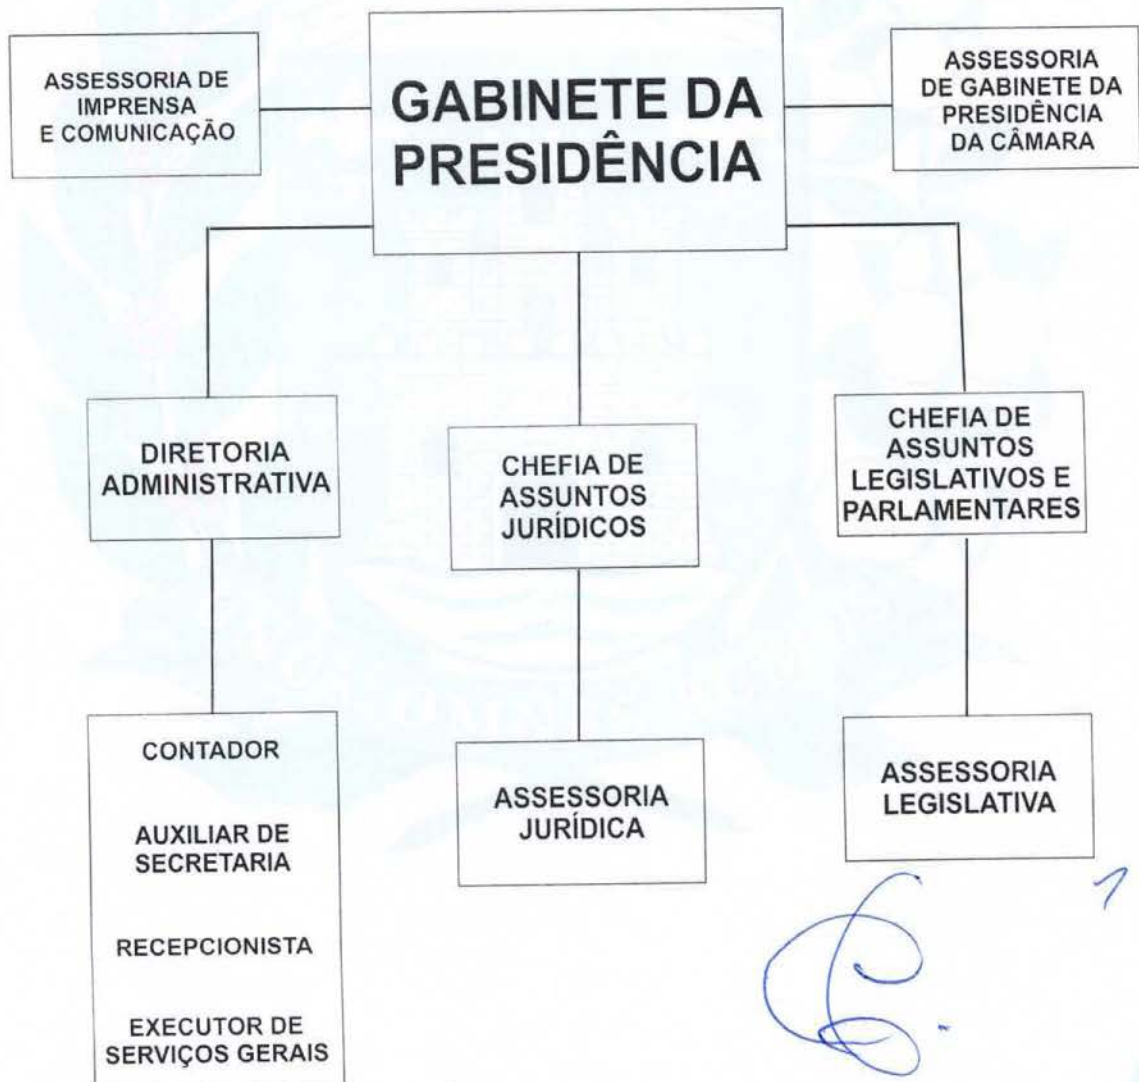 ASSESSORIA DE
IMPRENSA
E COMUNICAÇÃO
GABINETE DA
PRESIDÊNCIA
ASSESSORIA
DE GABINETE DA
PRESIDÊNCIA
DA CÂMARA
DIRETORIA
ADMINISTRATIVA
CHEFIA DE
ASSUNTOS
JURÍDICOS
CHEFIA DE
ASSUNTOS
LEGISLATIVOS E
PARLAMENTARES
CONTADOR
AUXILIAR DE
SECRETARIA
RECEPCIONISTA
EXECUTOR DE
SERVIÇOS GERAIS
ASSESSORIA
JURÍDICA
ASSESSORIA
LEGISLATIVA